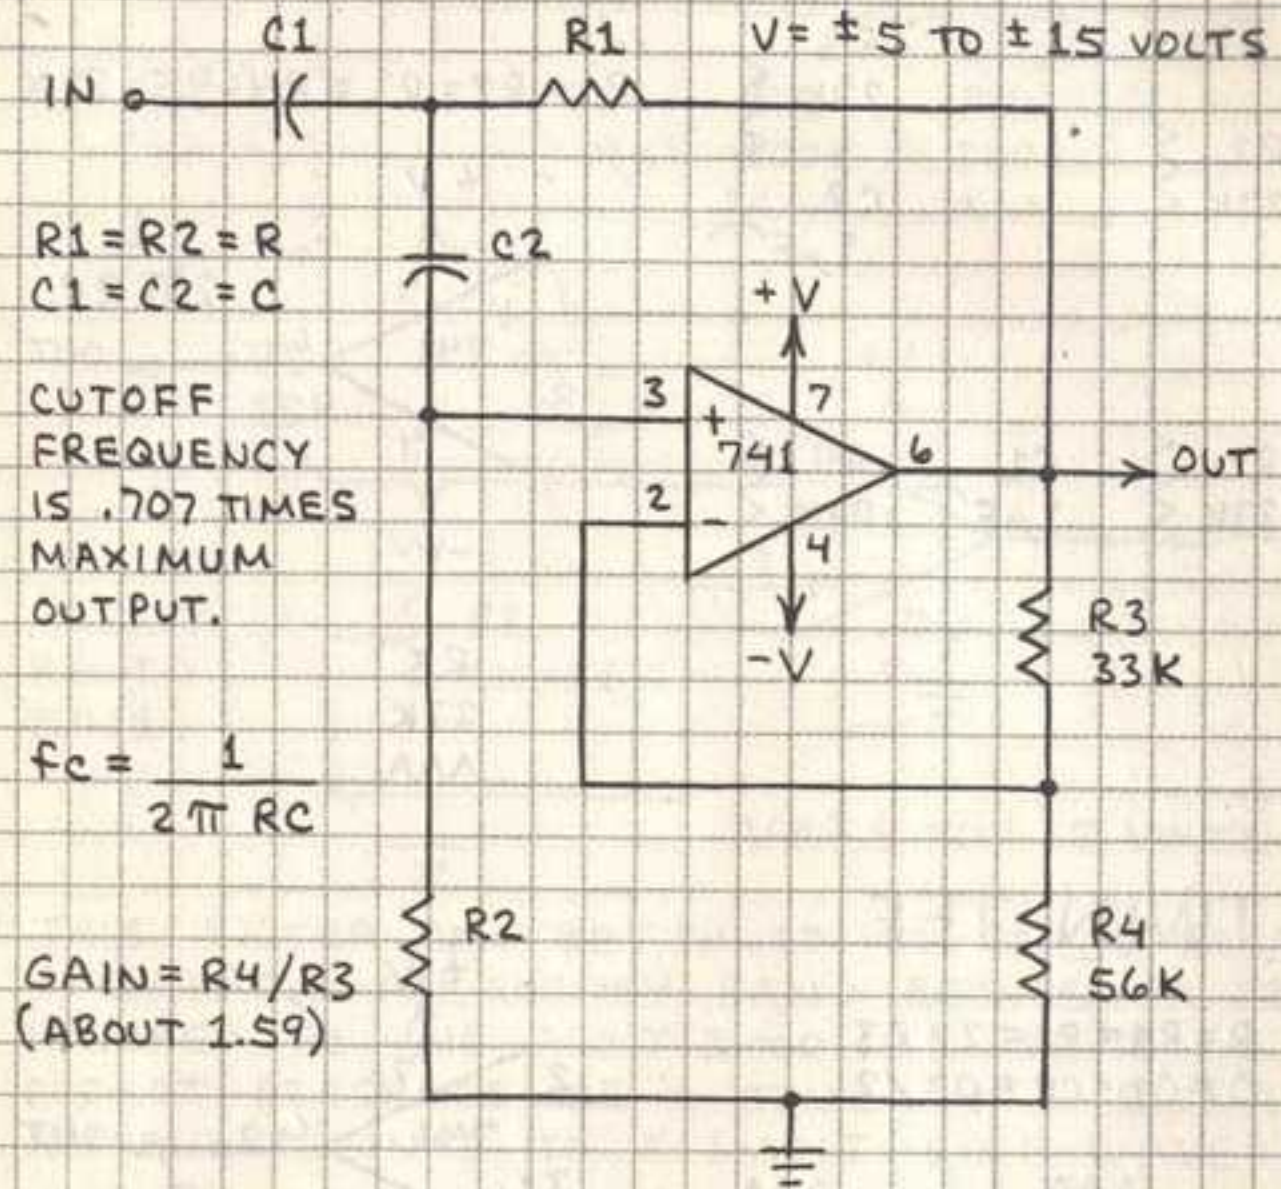 C1
R1
V = ± 5 TO ± 15 VOLTS
IN
R1 = R2 = R
C1 = C2 = C
C2
+ V
CUTOFF
FREQUENCY
IS .707 TIMES
MAXIMUM
OUTPUT.
3
+
7
741
6
OUT
2
-
4
-V
R3
33K
fc = 1
2 π RC
R2
R4
56K
GAIN = R4/R3
(ABOUT 1.59)